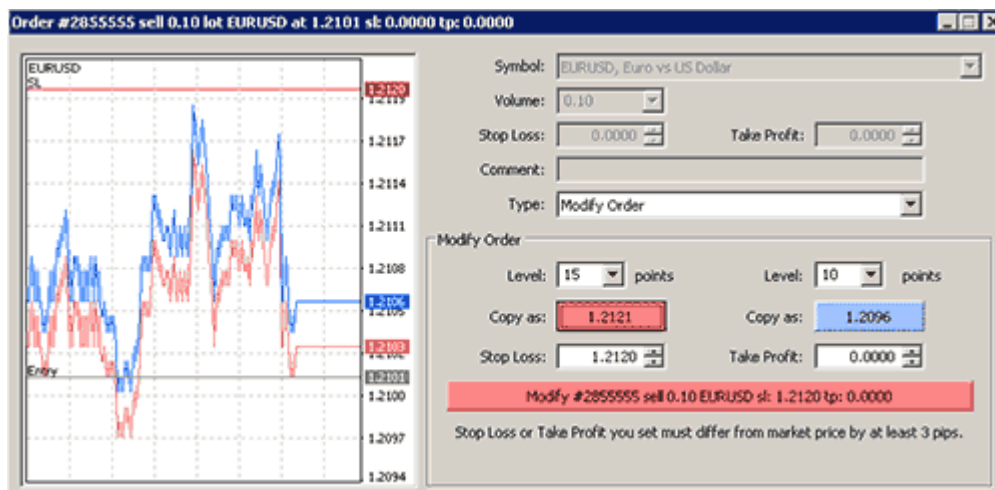 Order #2855555 sell 0.10 lot EURUSD at 1.2101 sl: 0.0000 tp: 0.0000
EURUSD
SL
1.2120
1.2119
1.2117
1.2114
1.2111
1.2108
1.2106
1.2105
1.2103
1.2102
Entry
1.2101
1.2100
1.2097
1.2094
Symbol: EURUSD, Euro vs US Dollar
Volume: 0.10
Stop Loss: 0.0000 Take Profit: 0.0000
Comment:
Type: Modify Order
Modify Order
Level: 15 points Level: 10 points
Copy as: 1.2121 Copy as: 1.2096
Stop Loss: 1.2120 Take Profit: 0.0000
Modify #2855555 sell 0.10 EURUSD sl: 1.2120 tp: 0.0000
Stop Loss or Take Profit you set must differ from market price by at least 3 pips.